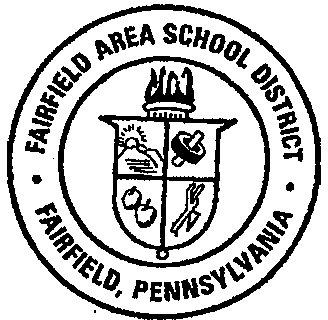 FAIRFIELD AREA SCHOOL DISTRICT
FAIRFIELD, PENNSYLVANIA